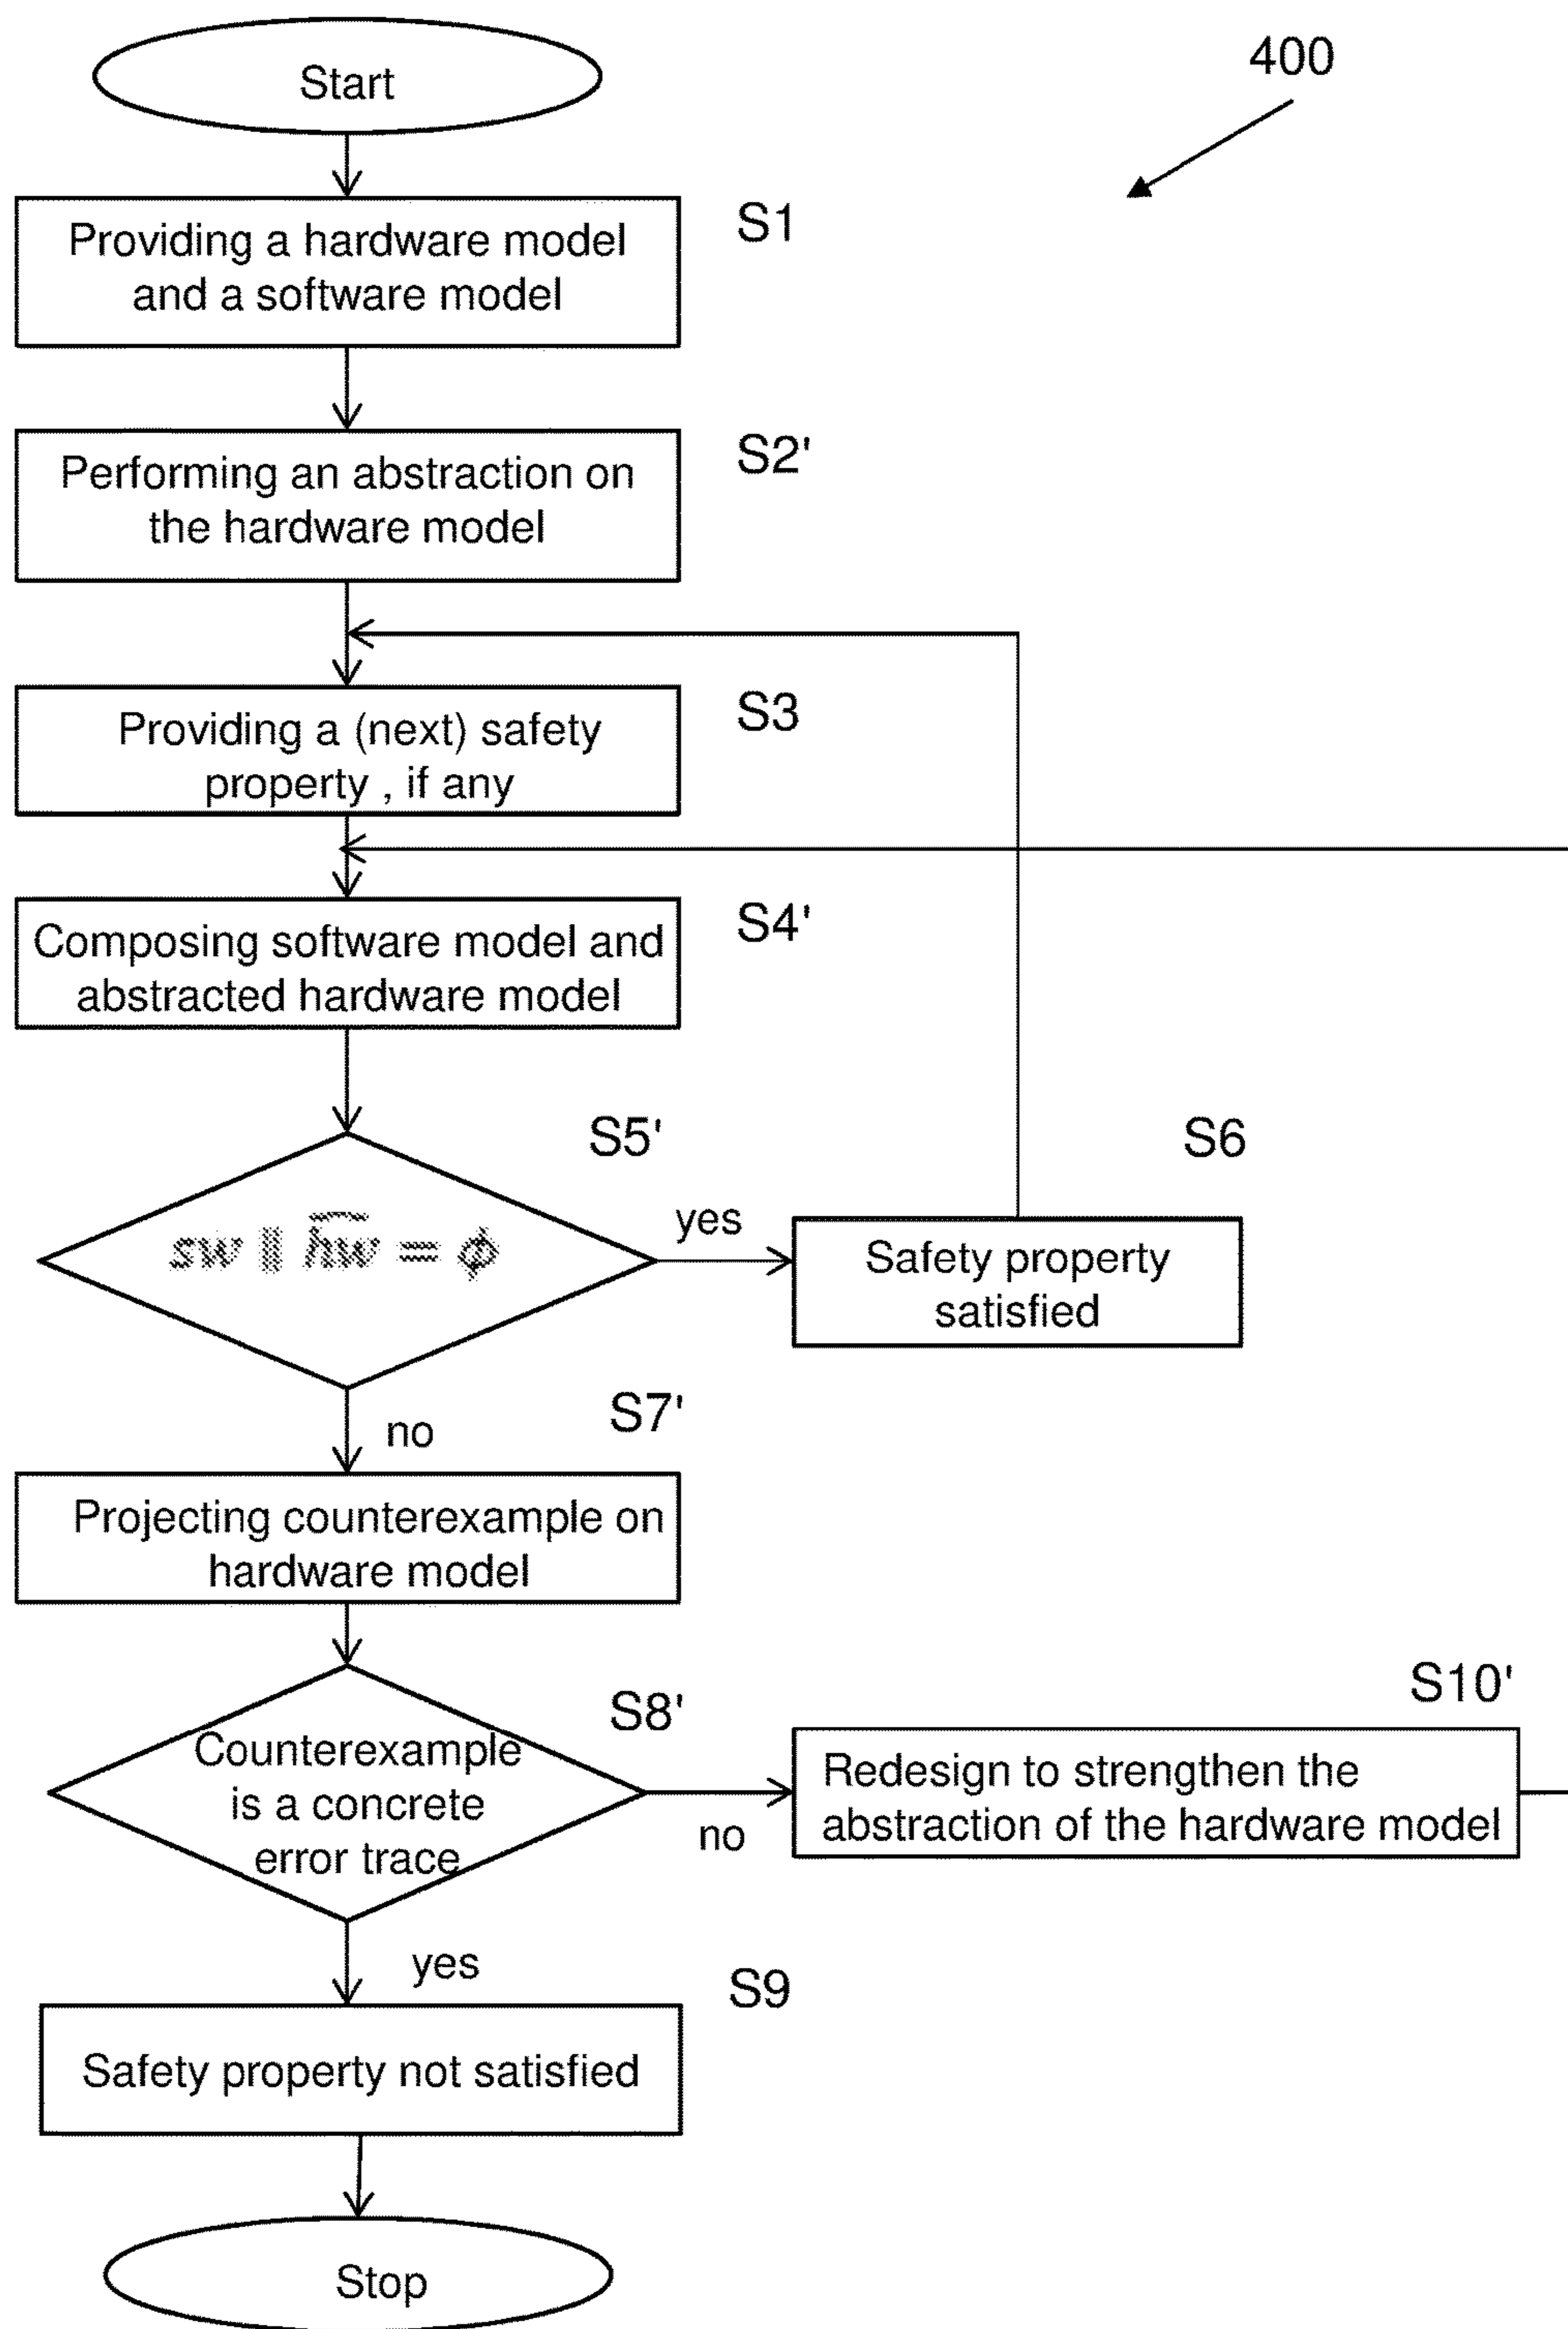 Start
400
Providing a hardware model
and a software model
S1
Performing an abstraction on
the hardware model
S2'
Providing a (next) safety
property , if any
S3
Composing software model and
abstracted hardware model
S4'
S5'
sw || \widehat{hw} = ϕ
yes
S6
Safety property
satisfied
no
S7'
Projecting counterexample on
hardware model
S8'
Counterexample
is a concrete
error trace
no
S10'
Redesign to strengthen the
abstraction of the hardware model
yes
S9
Safety property not satisfied
Stop